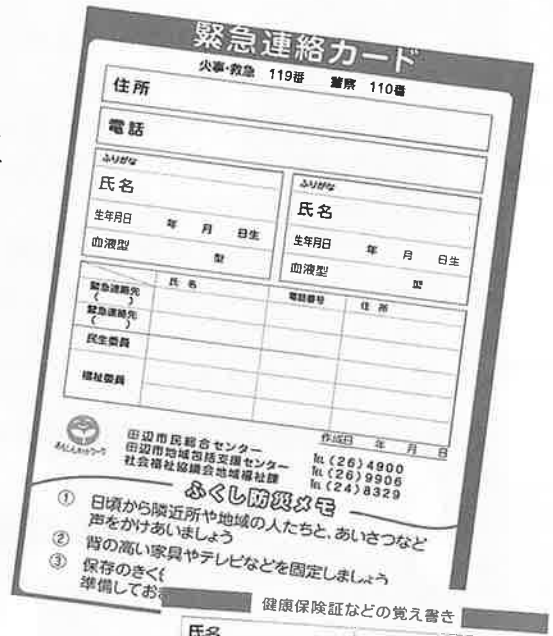 緊急連絡カード
火事・救急 119番 警察 110番
住所
電話
ふりがな
氏名
生年月日 年 月 日生
血液型 型
ふりがな
氏名
生年月日 年 月 日生
血液型 型
氏名 電話番号 住所
緊急連絡先
( )
緊急連絡先
( )
民生委員
福祉委員
作成日 年 月 日
あんしんネットワーク
田辺市民総合センター ℡(26)4900
田辺市地域包括支援センター ℡(26)9906
社会福祉協議会地域福祉課 ℡(24)8329
ふくし防災メモ
① 日頃から隣近所や地域の人たちと、あいさつなど
声をかけあいましょう
② 背の高い家具やテレビなどを固定しましょう
③ 保存のきく
準備してお
健康保険証などの覚え書き
氏名